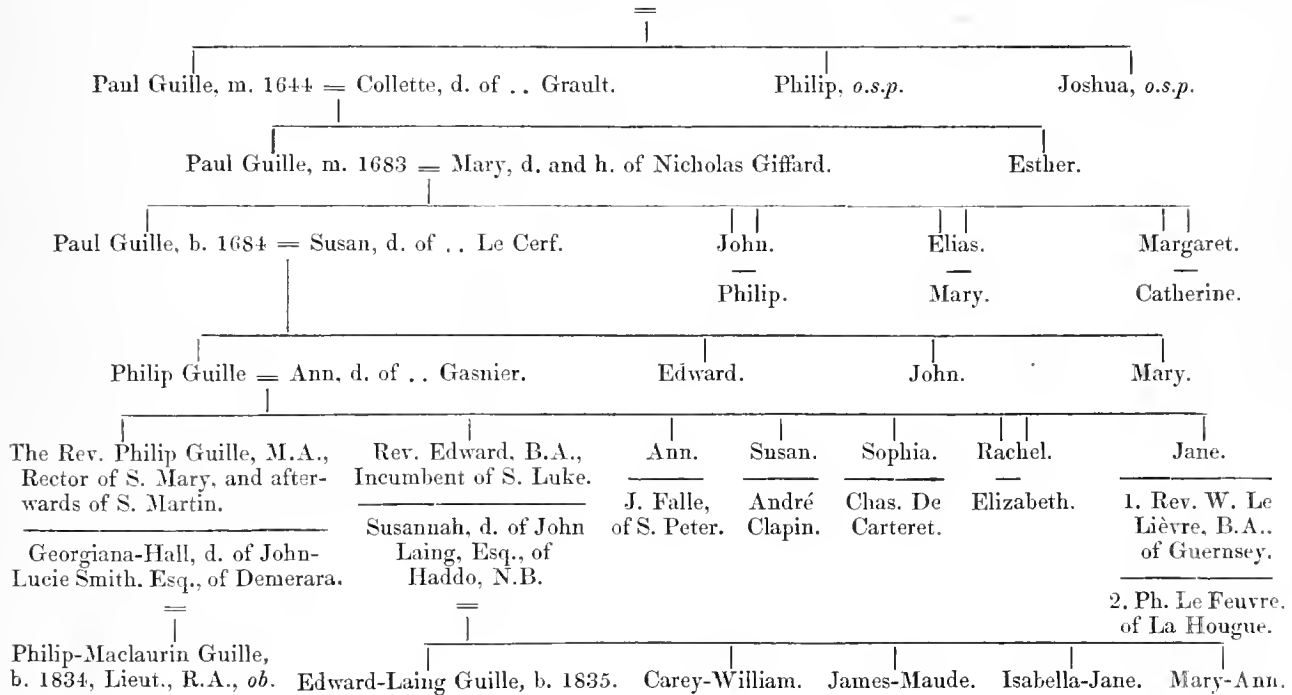 Paul Guille, m. 1644 = Collette, d. of .. Grault. Philip, o.s.p. Joshua, o.s.p.
Paul Guille, m. 1683 = Mary, d. and h. of Nicholas Giffard. Esther.
Paul Guille, b. 1684 = Susan, d. of .. Le Cerf. John. Elias. Margaret.
Philip. Mary. Catherine.
Philip Guille = Ann, d. of .. Gasnier. Edward. John. Mary.
The Rev. Philip Guille, M.A.,
Rector of S. Mary, and after-
wards of S. Martin.
Georgiana-Hall, d. of John-
Lucie Smith. Esq., of Demerara.
Rev. Edward, B.A.,
Incumbent of S. Luke.
Susannah, d. of John
Laing, Esq., of
Haddo, N.B.
Ann.
J. Falle,
of S. Peter.
Susan.
André
Clapin.
Sophia.
Chas. De
Carteret.
Rachel.
Elizabeth.
Jane.
1. Rev. W. Le
Lièvre, B.A..
of Guernsey.
2. Ph. Le Feuvre.
of La Hougue.
Philip-Maclaurin Guille,
b. 1834, Lieut., R.A., ob.
Edward-Laing Guille, b. 1835. Carey-William. James-Maude. Isabella-Jane. Mary-Ann.